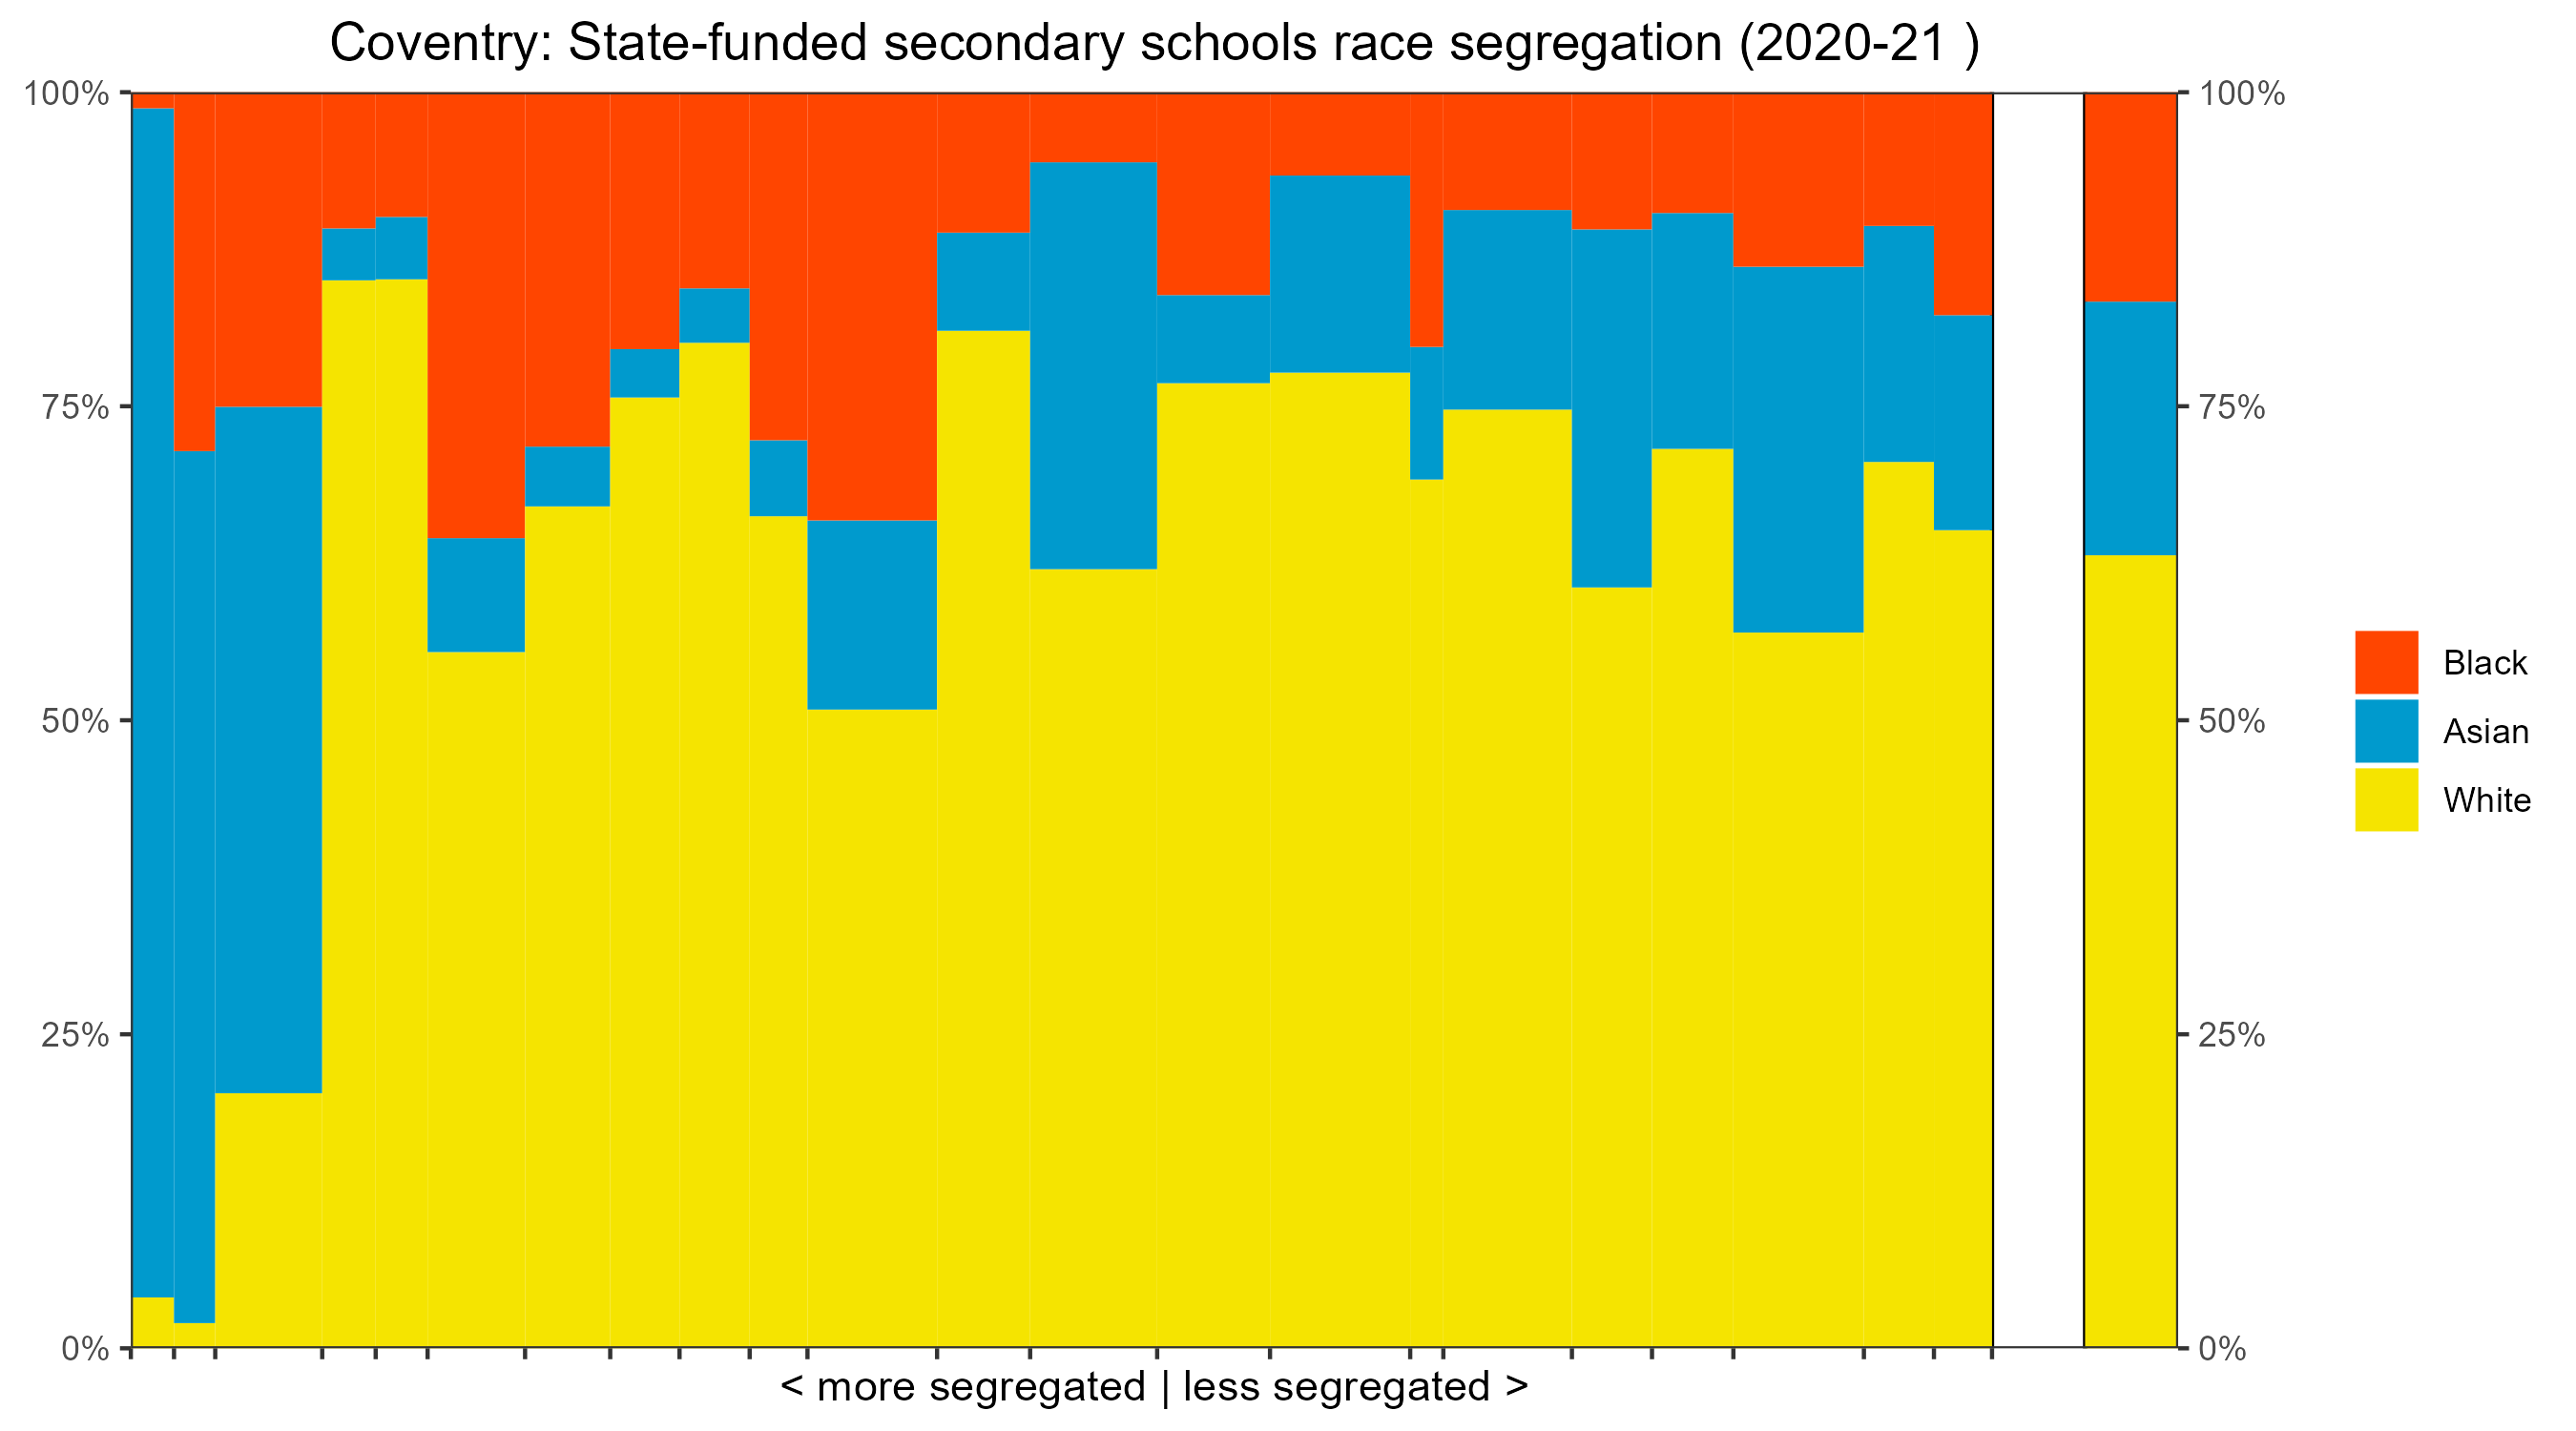 Coventry: State-funded secondary schools race segregation (2020-21 )
100%
75%
50%
25%
0%
100%
75%
50%
25%
0%
Black
Asian
White
< more segregated | less segregated >